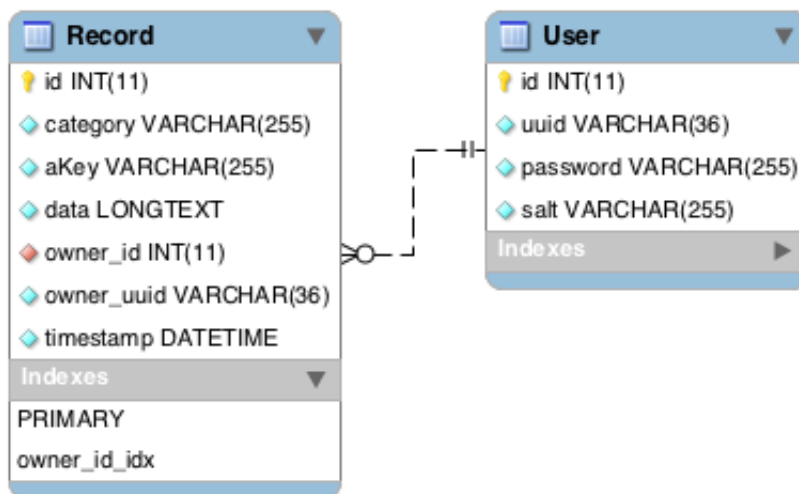 Record
id INT(11)
category VARCHAR(255)
aKey VARCHAR(255)
data LONGTEXT
owner_id INT(11)
owner_uuid VARCHAR(36)
timestamp DATETIME
Indexes
PRIMARY
owner_id_idx
User
id INT(11)
uuid VARCHAR(36)
password VARCHAR(255)
salt VARCHAR(255)
Indexes